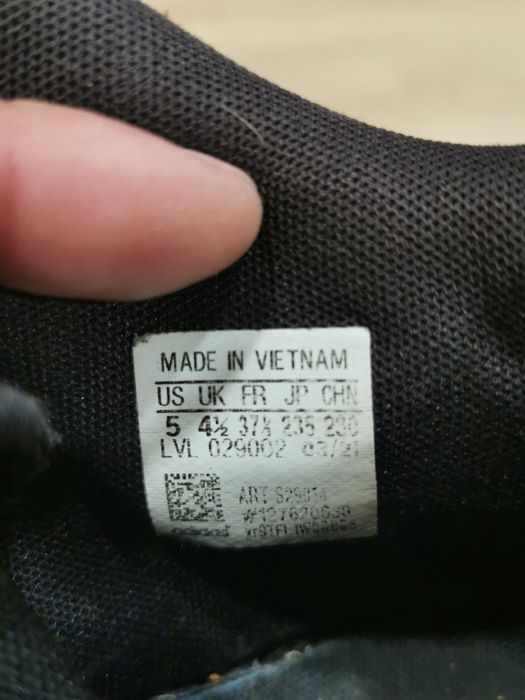 MADE IN VIETNAM
US UK FR JP CHN
5 4½ 37⅓ 235 230
LVL 029002 03/21
ART
adidas